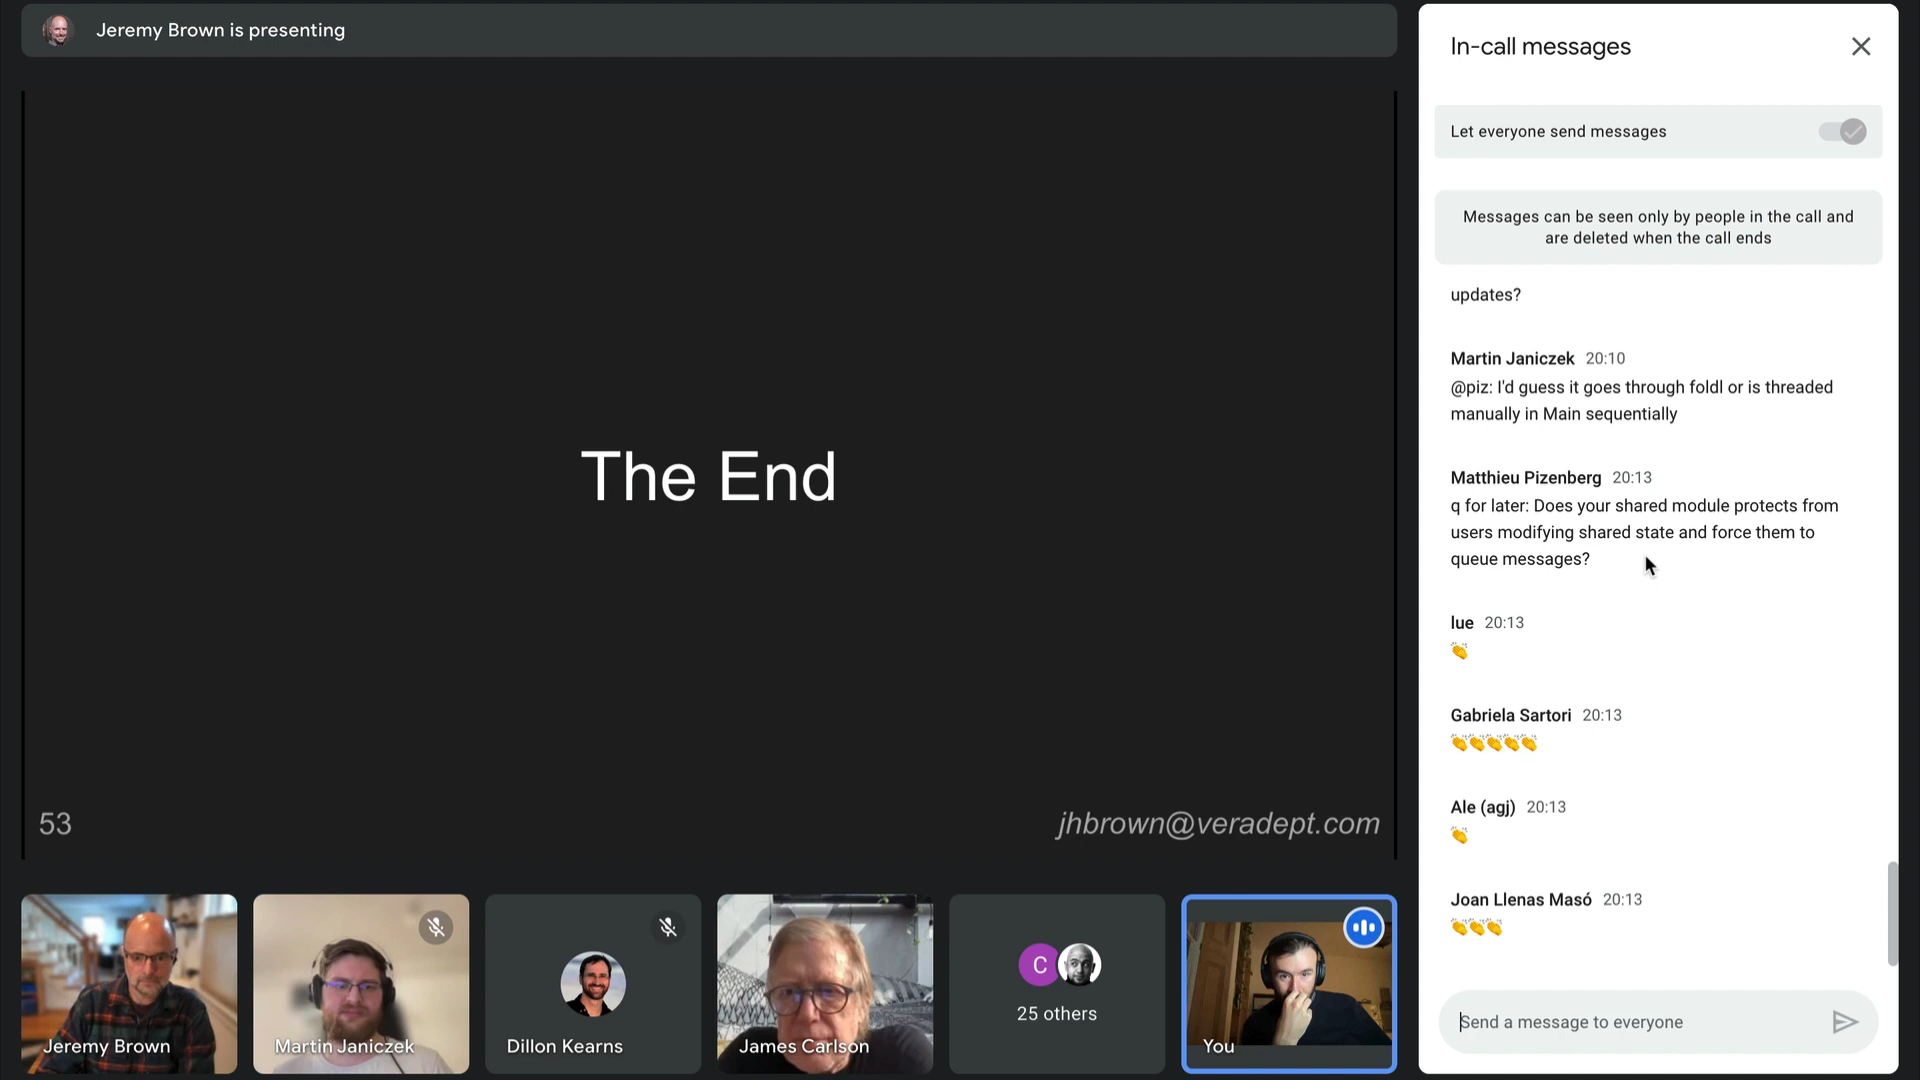 Jeremy Brown is presenting
The End
53
jhbrown@veradept.com
Jeremy Brown
Martin Janiczek
Dillon Kearns
James Carlson
C
25 others
You
In-call messages
Let everyone send messages
Messages can be seen only by people in the call and
are deleted when the call ends
updates?
Martin Janiczek 20:10
@piz: I'd guess it goes through foldl or is threaded
manually in Main sequentially
Matthieu Pizenberg 20:13
q for later: Does your shared module protects from
users modifying shared state and force them to
queue messages?
lue 20:13
👏
Gabriela Sartori 20:13
👏👏👏👏👏
Ale (agj) 20:13
👏
Joan Llenas Masó 20:13
👏👏👏
Send a message to everyone